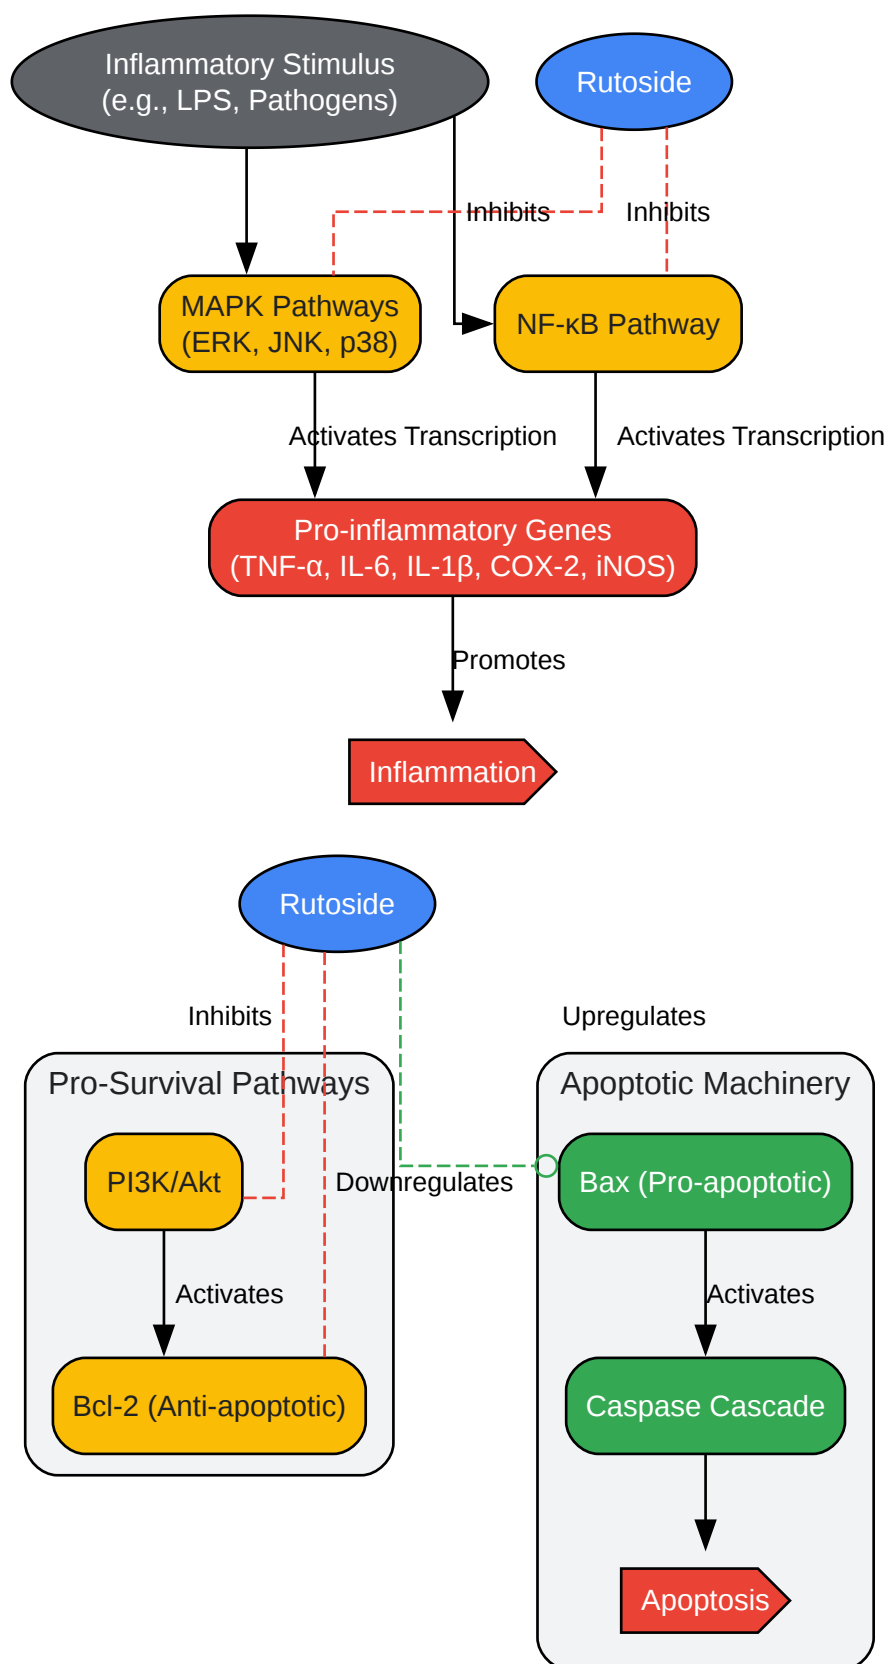 Inflammatory Stimulus
(e.g., LPS, Pathogens)
Rutoside
Inhibits
Inhibits
MAPK Pathways
(ERK, JNK, p38)
NF-κB Pathway
Activates Transcription
Activates Transcription
Pro-inflammatory Genes
(TNF-α, IL-6, IL-1β, COX-2, iNOS)
Promotes
Inflammation
Rutoside
Inhibits
Upregulates
Pro-Survival Pathways
Apoptotic Machinery
PI3K/Akt
Downregulates
Bax (Pro-apoptotic)
Activates
Activates
Bcl-2 (Anti-apoptotic)
Caspase Cascade
Apoptosis